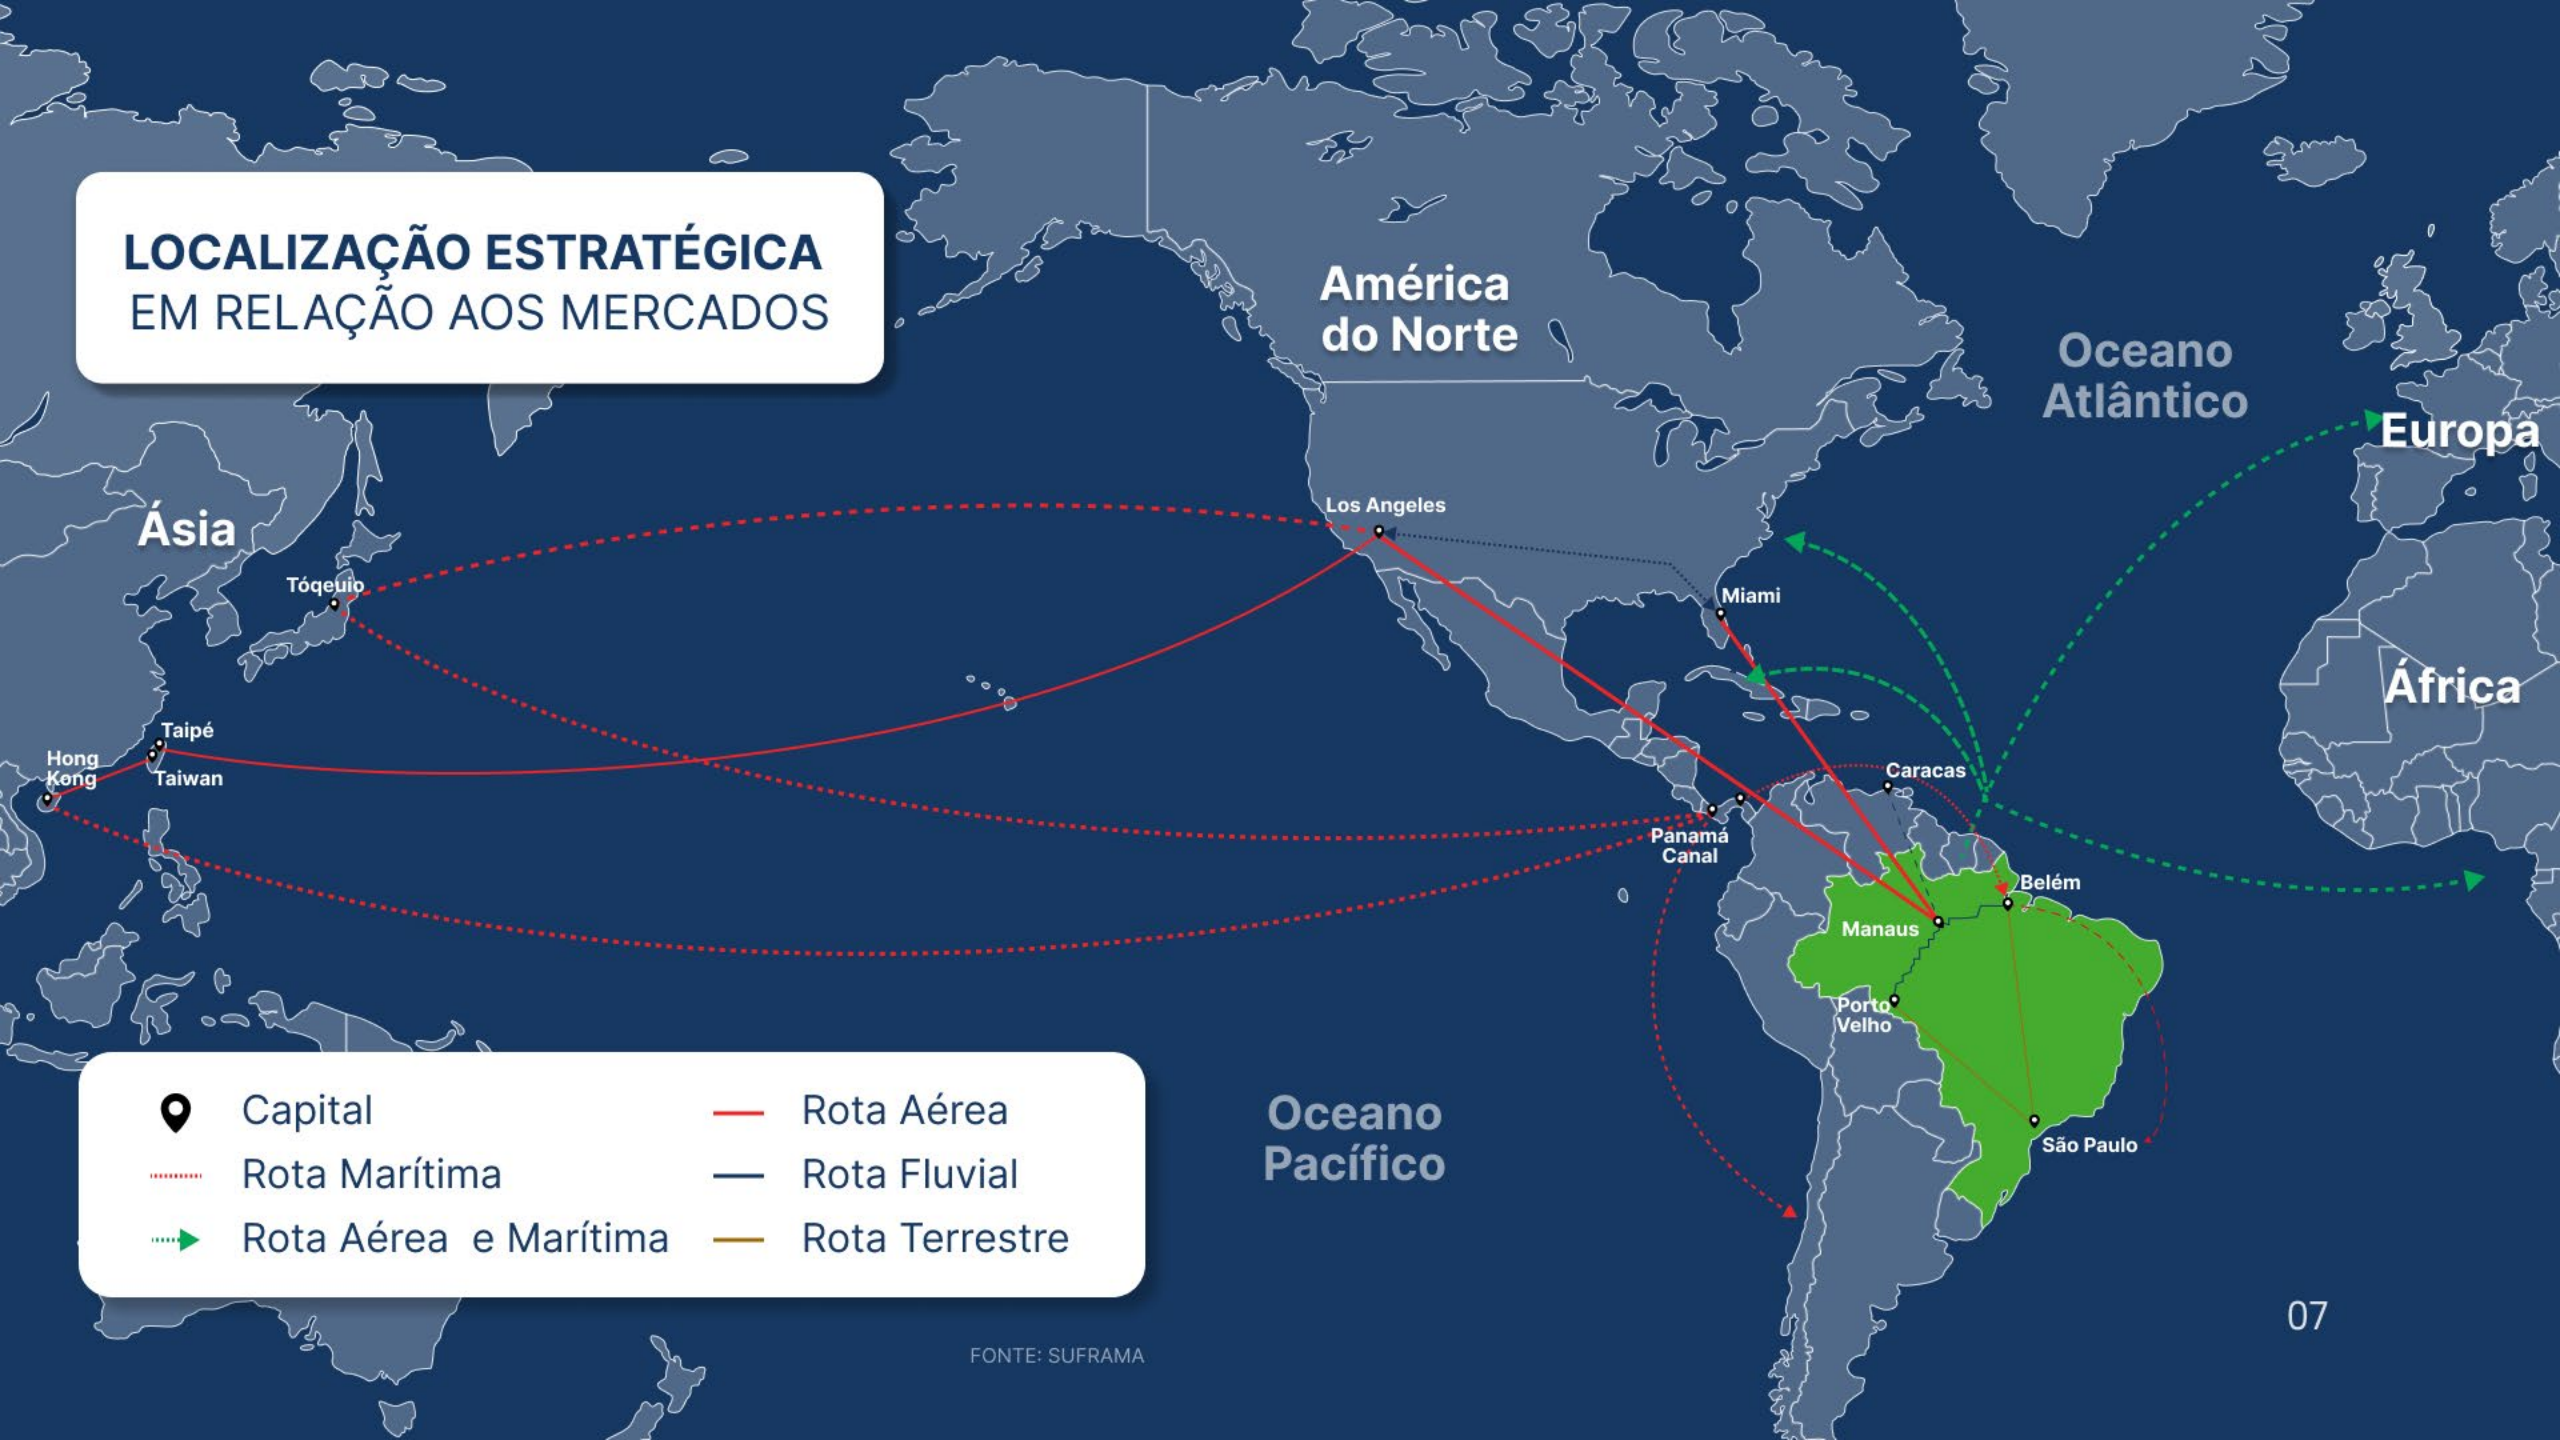 LOCALIZAÇÃO ESTRATÉGICA
EM RELAÇÃO AOS MERCADOS
América
do Norte
Oceano
Atlântico
Europa
Ásia
Los Angeles
Tóqeuio
Miami
África
Taipé
Hong
Kong
Taiwan
Caracas
Panamá
Canal
Belém
Manaus
Porto
Velho
São Paulo
Oceano
Pacífico
Capital
Rota Marítima
Rota Aérea e Marítima
Rota Aérea
Rota Fluvial
Rota Terrestre
07
FONTE: SUFRAMA